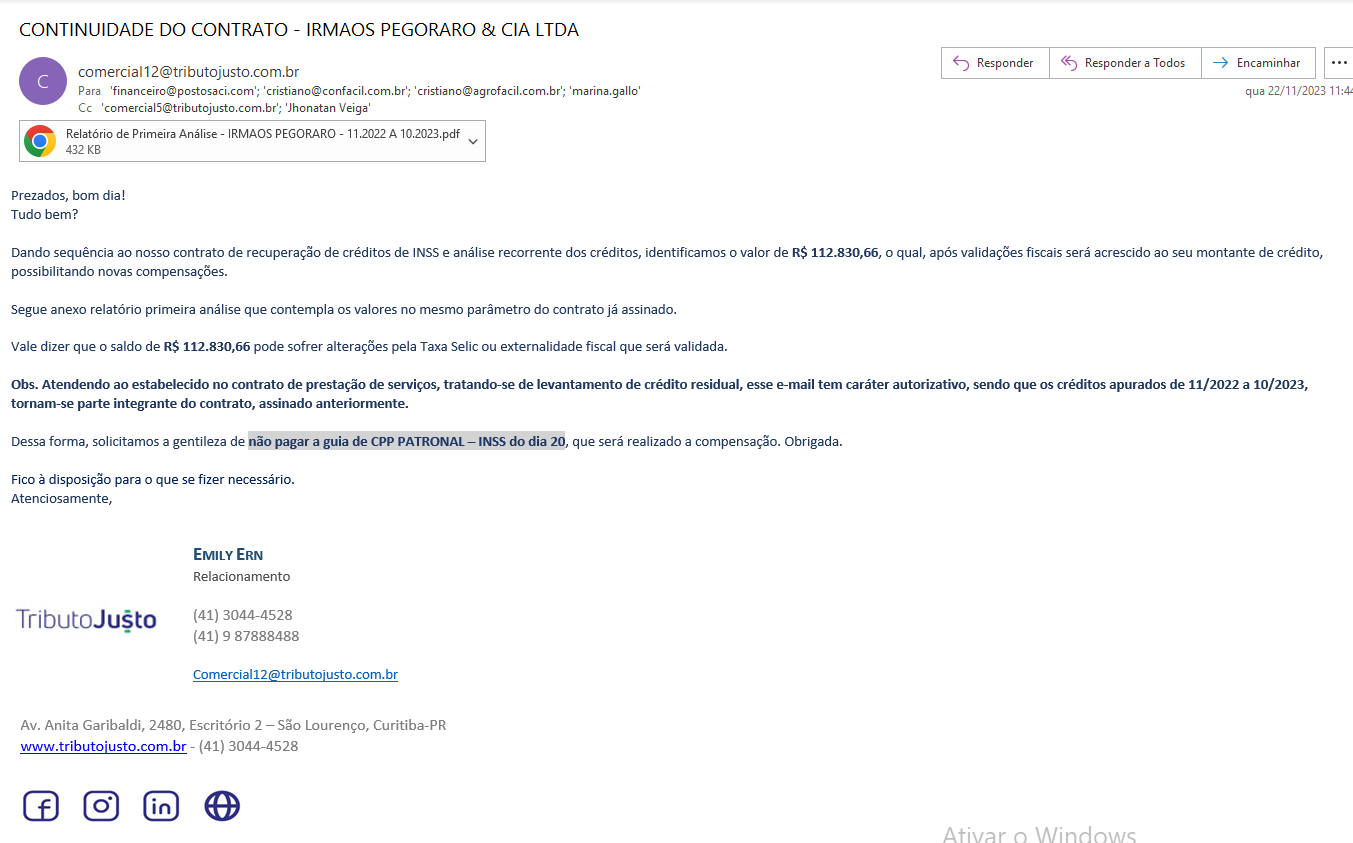 CONTINUIDADE DO CONTRATO - IRMAOS PEGORARO & CIA LTDA
C
comercial12@tributojusto.com.br
Para 'financeiro@postosaci.com'; 'cristiano@confacil.com.br'; 'cristiano@agrofacil.com.br'; 'marina.gallo'
Cc 'comercial5@tributojusto.com.br'; 'Jhonatan Veiga'
Responder
Responder a Todos
Encaminhar
qua 22/11/2023 11:44
Relatório de Primeira Análise - IRMAOS PEGORARO - 11.2022 A 10.2023.pdf
432 KB
Prezados, bom dia!
Tudo bem?
Dando sequência ao nosso contrato de recuperação de créditos de INSS e análise recorrente dos créditos, identificamos o valor de R$ 112.830,66, o qual, após validações fiscais será acrescido ao seu montante de crédito,
possibilitando novas compensações.
Segue anexo relatório primeira análise que contempla os valores no mesmo parâmetro do contrato já assinado.
Vale dizer que o saldo de R$ 112.830,66 pode sofrer alterações pela Taxa Selic ou externalidade fiscal que será validada.
Obs. Atendendo ao estabelecido no contrato de prestação de serviços, tratando-se de levantamento de crédito residual, esse e-mail tem caráter autorizativo, sendo que os créditos apurados de 11/2022 a 10/2023,
tornam-se parte integrante do contrato, assinado anteriormente.
Dessa forma, solicitamos a gentileza de não pagar a guia de CPP PATRONAL – INSS do dia 20, que será realizado a compensação. Obrigada.
Fico à disposição para o que se fizer necessário.
Atenciosamente,
EMILY ERN
Relacionamento
(41) 3044-4528
(41) 9 87888488
TributoJusto
Comercial12@tributojusto.com.br
Av. Anita Garibaldi, 2480, Escritório 2 – São Lourenço, Curitiba-PR
www.tributojusto.com.br - (41) 3044-4528
Ativar o Windows